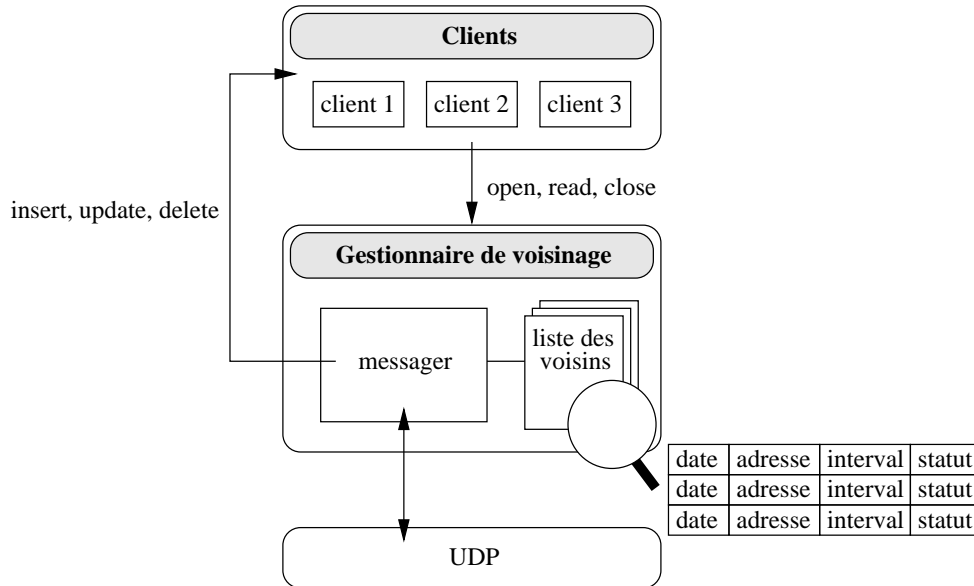 Clients
client 1 client 2 client 3
open, read, close
insert, update, delete
Gestionnaire de voisinage
messager
liste des
voisins
date adresse interval statut
date adresse interval statut
date adresse interval statut
UDP